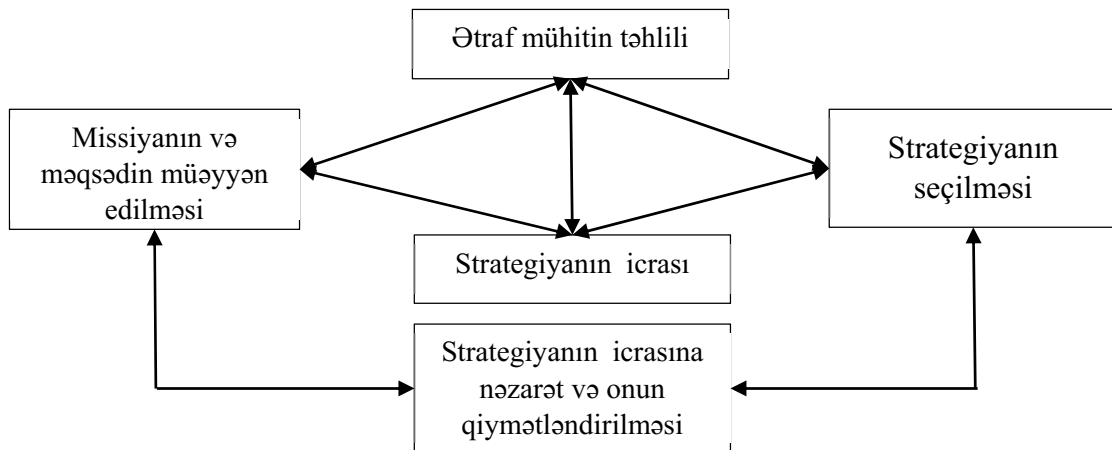 Ətraf mühitin təhlili
Missiyanın və
məqsədin müəyyən
edilməsi
Strategiyanın
seçilməsi
Strategiyanın icrası
Strategiyanın icrasına
nəzarət və onun
qiymətləndirilməsi